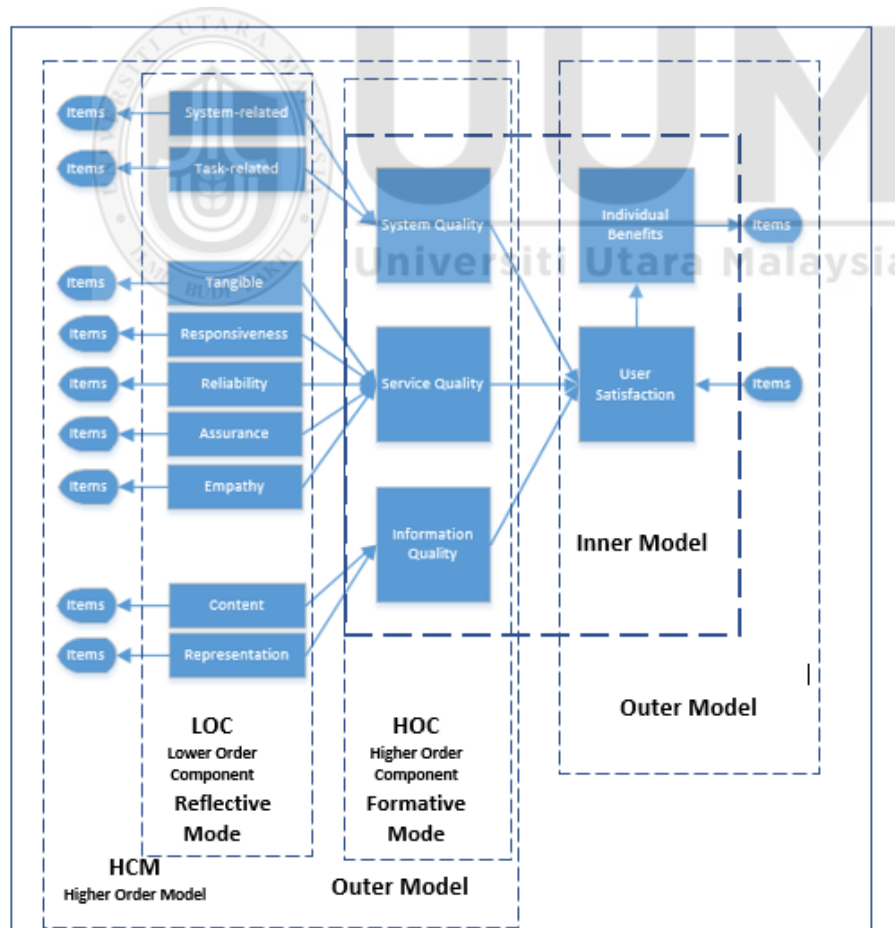 UUM
Universiti Utara Malaysia
UNIVERSITI UTARA MALAYSIA
Items
System-related
Items
Task-related
System Quality
Individual
Benefits
Items
Items
Tangible
Items
Responsiveness
Items
Reliability
Service Quality
User
Satisfaction
Items
Items
Assurance
Items
Empathy
Information
Quality
Inner Model
Items
Content
Items
Representation
Outer Model
LOC
Lower Order
Component
Reflective
Mode
HOC
Higher Order
Component
Formative
Mode
HCM
Higher Order Model
Outer Model